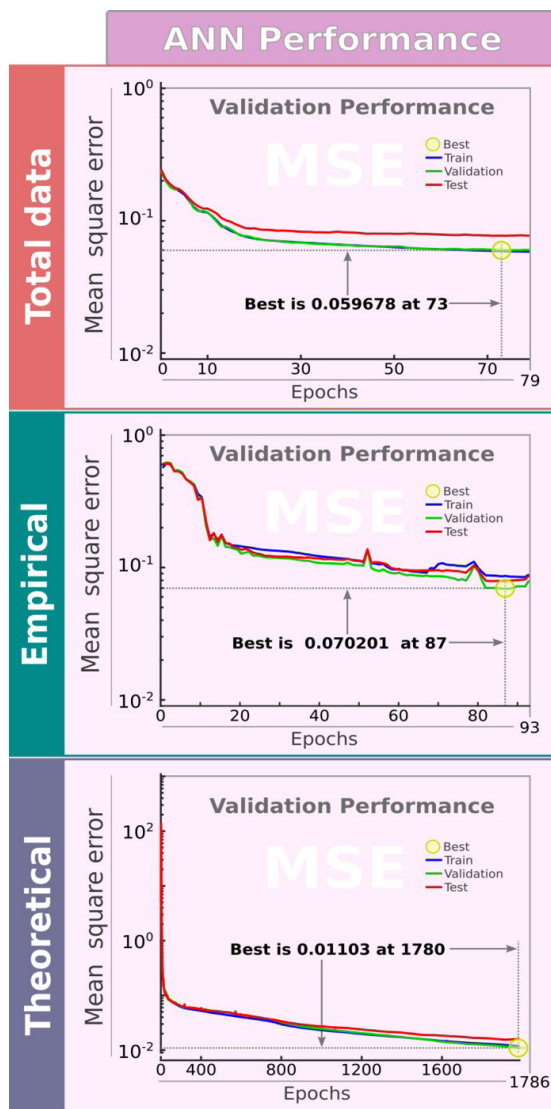 ANN Performance
Total data
Validation Performance
MSE
Best
Train
Validation
Test
Mean square error
10^0
10^-1
10^-2
Best is 0.059678 at 73
0 10 30 50 70
79
Epochs
Empirical
Validation Performance
MSE
Best
Train
Validation
Test
Mean square error
10^0
10^-1
10^-2
Best is 0.070201 at 87
0 20 40 60 80
93
Epochs
Theoretical
Validation Performance
MSE
Best
Train
Validation
Test
Mean square error
10^2
10^0
10^-2
Best is 0.01103 at 1780
0 400 800 1200 1600
1786
Epochs